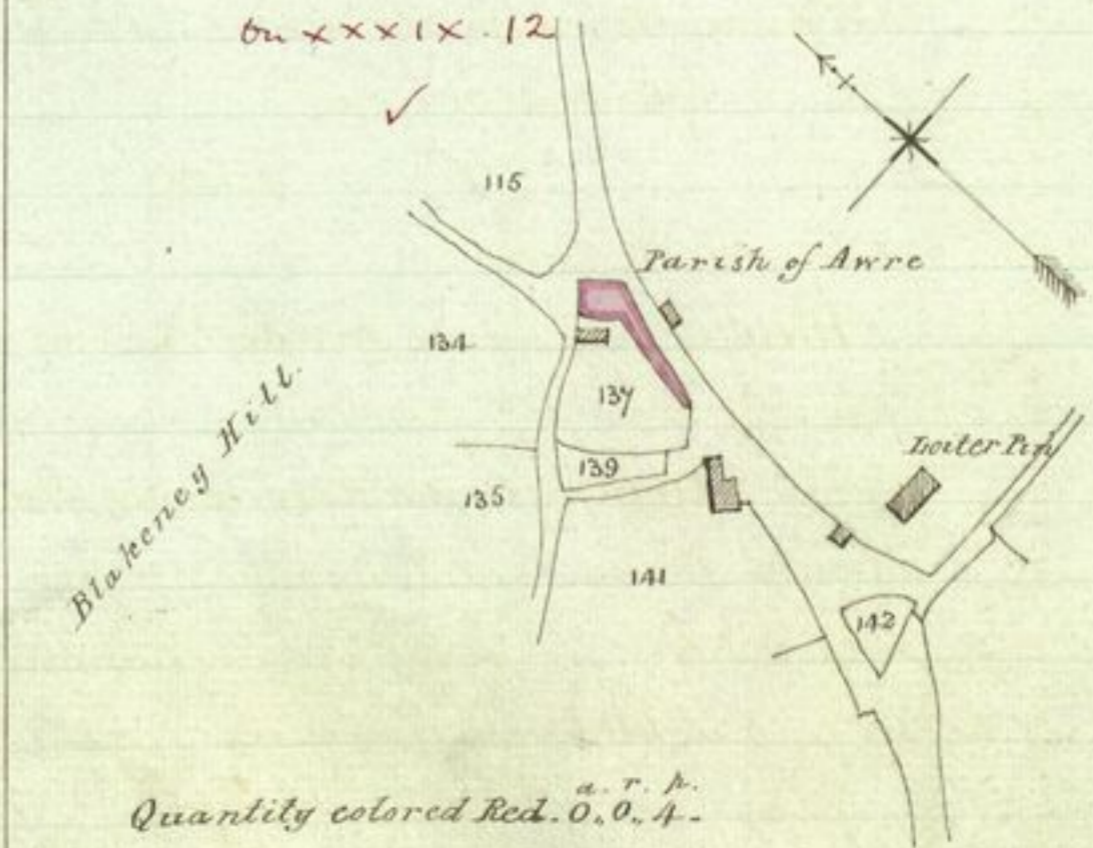 On XXXIX.12
115
Parish of Awre
134
137
Loiter Pin
139
135
Blakeney Hill.
141
142
a. r. p.
Quantity colored Red. 0,, 0,, 4 -